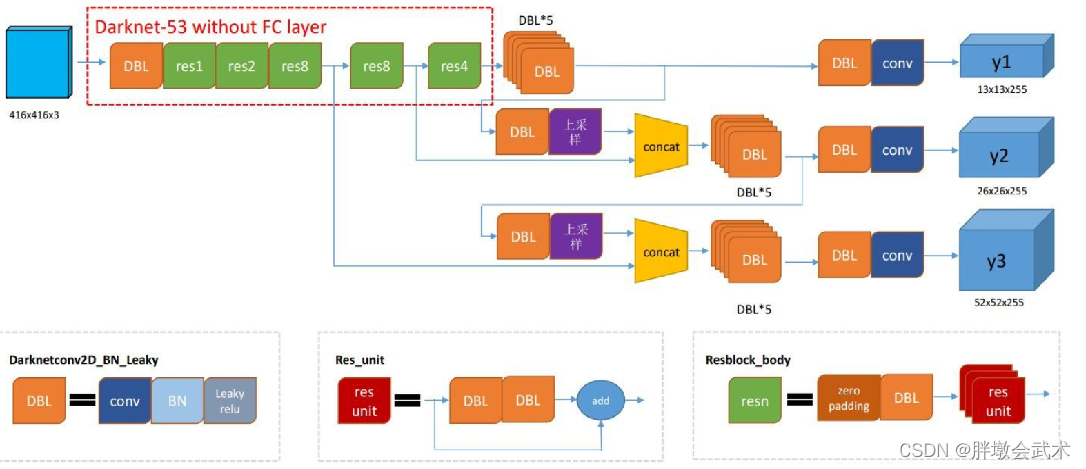 Darknet-53 without FC layer
DBL*5
DBL
res1
res2
res8
res8
res4
DBL
DBL
conv
y1
416x416x3
13x13x255
DBL
上采
样
concat
DBL
DBL
conv
y2
DBL*5
26x26x255
DBL
上采
样
concat
DBL
DBL
conv
y3
DBL*5
52x52x255
Darknetconv2D_BN_Leaky
DBL
conv
BN
Leaky
relu
Res_unit
res
unit
DBL
DBL
add
Resblock_body
resn
zero
padding
DBL
res
unit
CSDN @胖墩会武术